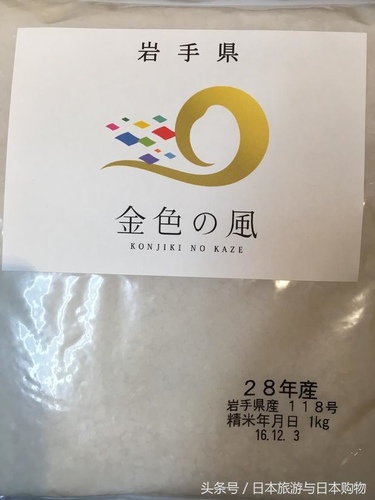 岩手県
金色の風
KONJIKI NO KAZE
28年産
岩手県産 118号
精米年月日 1kg
16.12. 3
头条号／日本旅游与日本购物